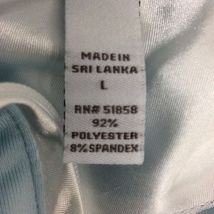 MADE IN
SRI LANKA
L
RN# 51858
92%
POLYESTER
8% SPANDEX